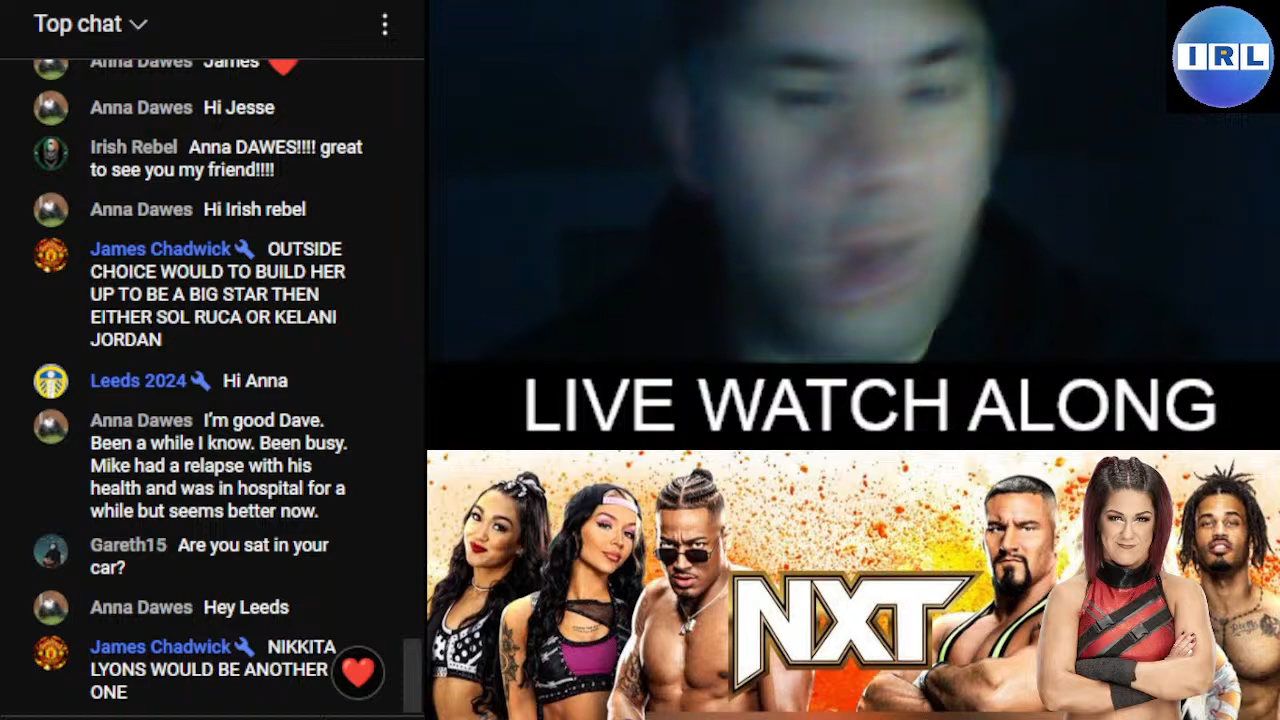 Top chat
Anna Dawes James
Anna Dawes Hi Jesse
Irish Rebel Anna DAWES!!!! great
to see you my friend!!!!
Anna Dawes Hi Irish rebel
James Chadwick OUTSIDE
CHOICE WOULD TO BUILD HER
UP TO BE A BIG STAR THEN
EITHER SOL RUCA OR KELANI
JORDAN
Leeds 2024 Hi Anna
Anna Dawes I'm good Dave.
Been a while I know. Been busy.
Mike had a relapse with his
health and was in hospital for a
while but seems better now.
Gareth15 Are you sat in your
car?
Anna Dawes Hey Leeds
James Chadwick NIKKITA
LYONS WOULD BE ANOTHER
ONE
IRL
LIVE WATCH ALONG
NXT